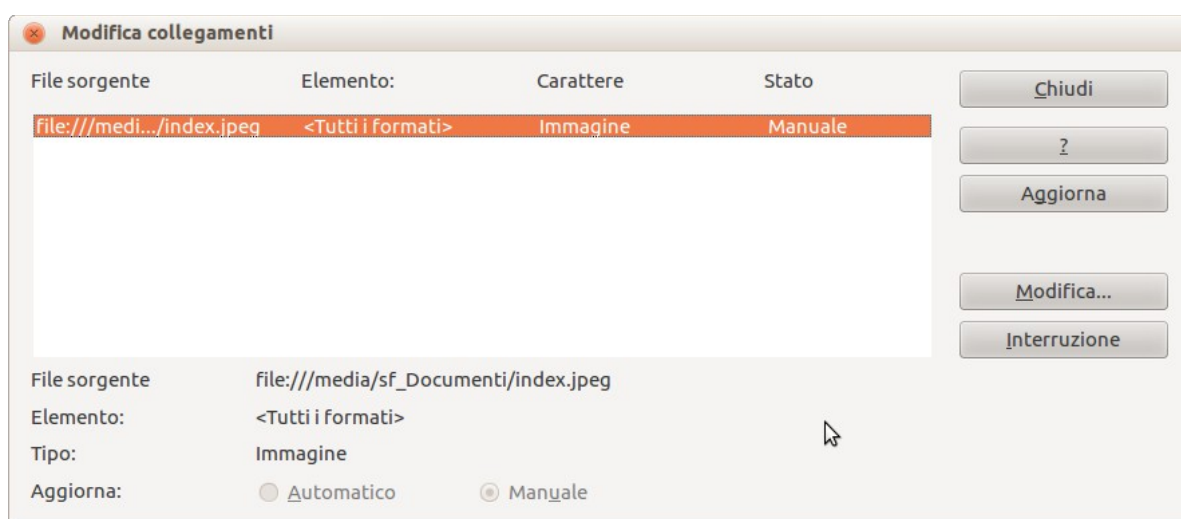 Modifica collegamenti
File sorgente Elemento: Carattere Stato
Chiudi
file:///medi.../index.jpeg <Tutti i formati> Immagine Manuale
?
Aggiorna
Modifica...
Interruzione
File sorgente file:///media/sf_Documenti/index.jpeg
Elemento: <Tutti i formati>
Tipo: Immagine
Aggiorna: Automatico Manuale